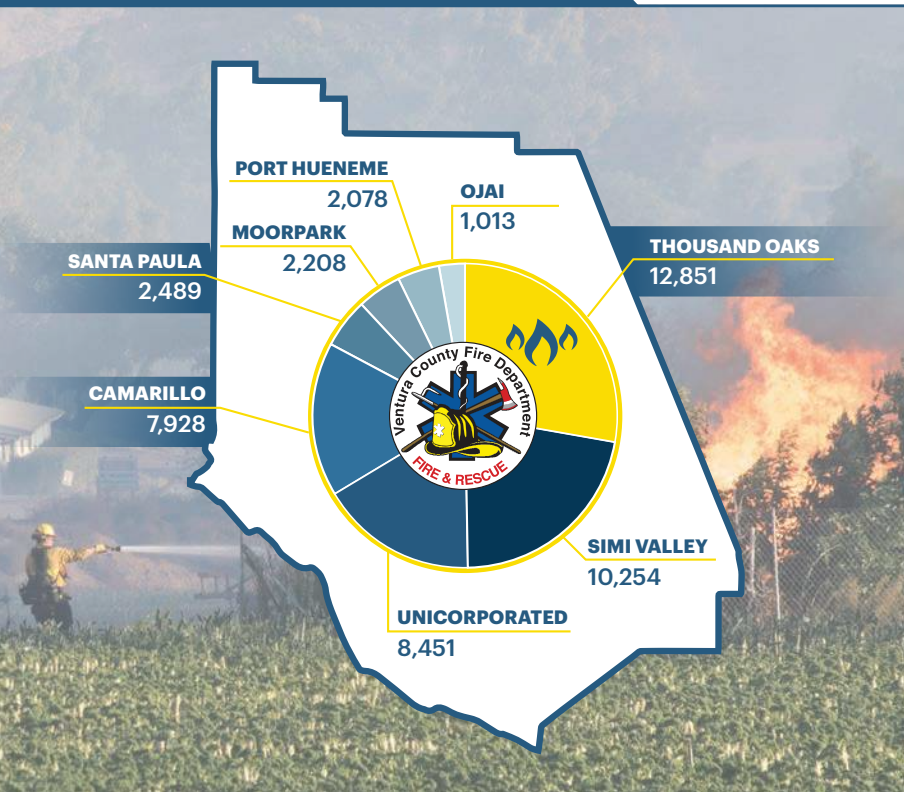 PORT HUENEME
2,078
OJAI
1,013
MOORPARK
2,208
THOUSAND OAKS
12,851
SANTA PAULA
2,489
CAMARILLO
7,928
Ventura County Fire Department
FIRE & RESCUE
SIMI VALLEY
10,254
UNICORPORATED
8,451